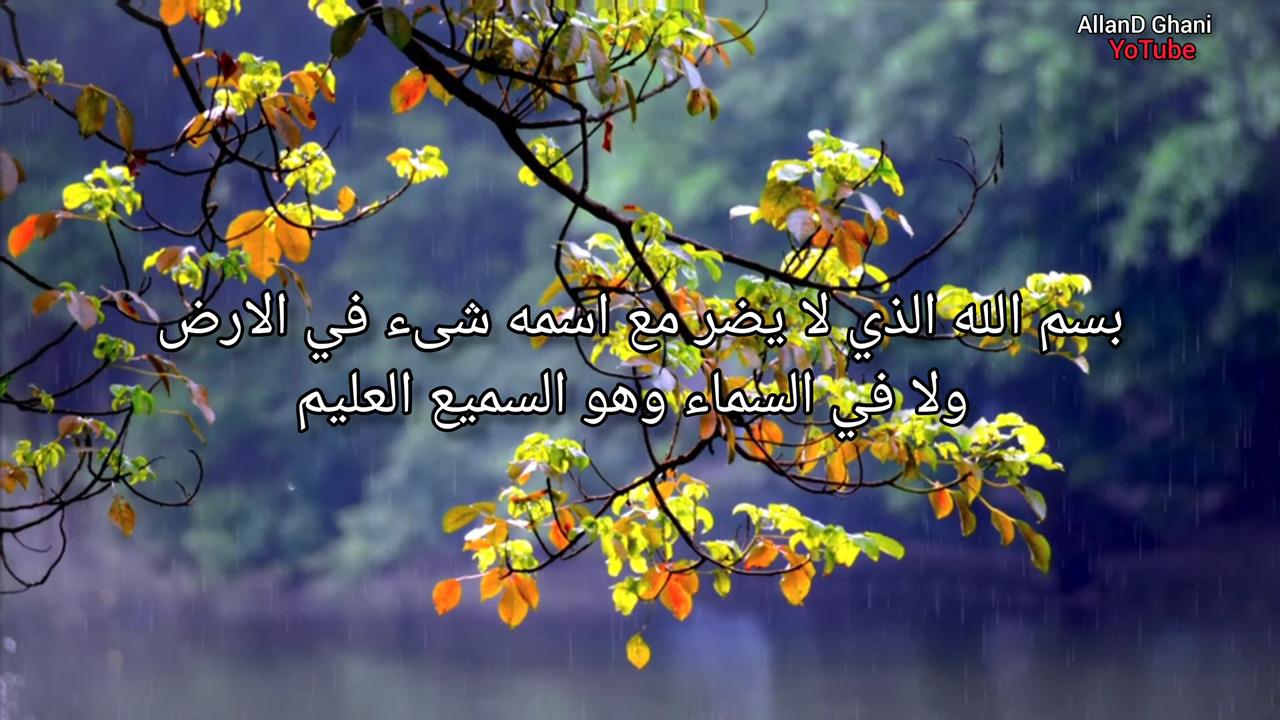 AllanD Ghani
YoTube
بسم الله الذي لا يضر مع اسمه شىء في الارض
ولا في السماء وهو السميع العليم